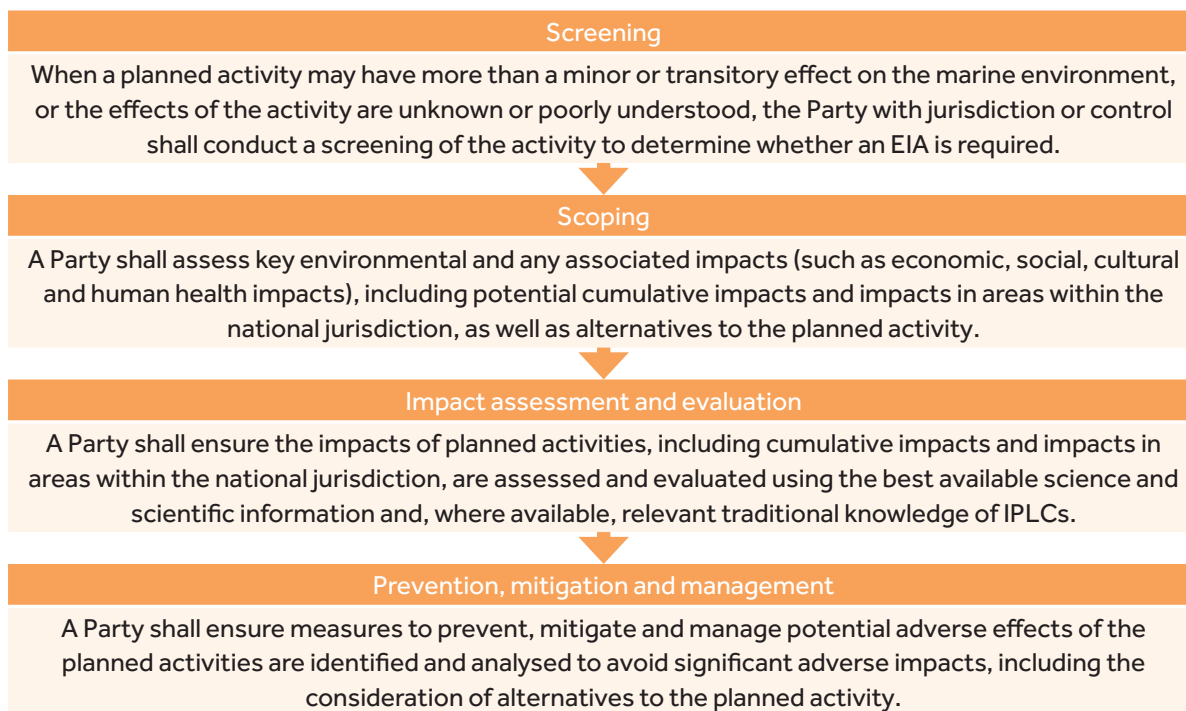 Screening
When a planned activity may have more than a minor or transitory effect on the marine environment,
or the effects of the activity are unknown or poorly understood, the Party with jurisdiction or control
shall conduct a screening of the activity to determine whether an EIA is required.
Scoping
A Party shall assess key environmental and any associated impacts (such as economic, social, cultural
and human health impacts), including potential cumulative impacts and impacts in areas within the
national jurisdiction, as well as alternatives to the planned activity.
Impact assessment and evaluation
A Party shall ensure the impacts of planned activities, including cumulative impacts and impacts in
areas within the national jurisdiction, are assessed and evaluated using the best available science and
scientific information and, where available, relevant traditional knowledge of IPLCs.
Prevention, mitigation and management
A Party shall ensure measures to prevent, mitigate and manage potential adverse effects of the
planned activities are identified and analysed to avoid significant adverse impacts, including the
consideration of alternatives to the planned activity.